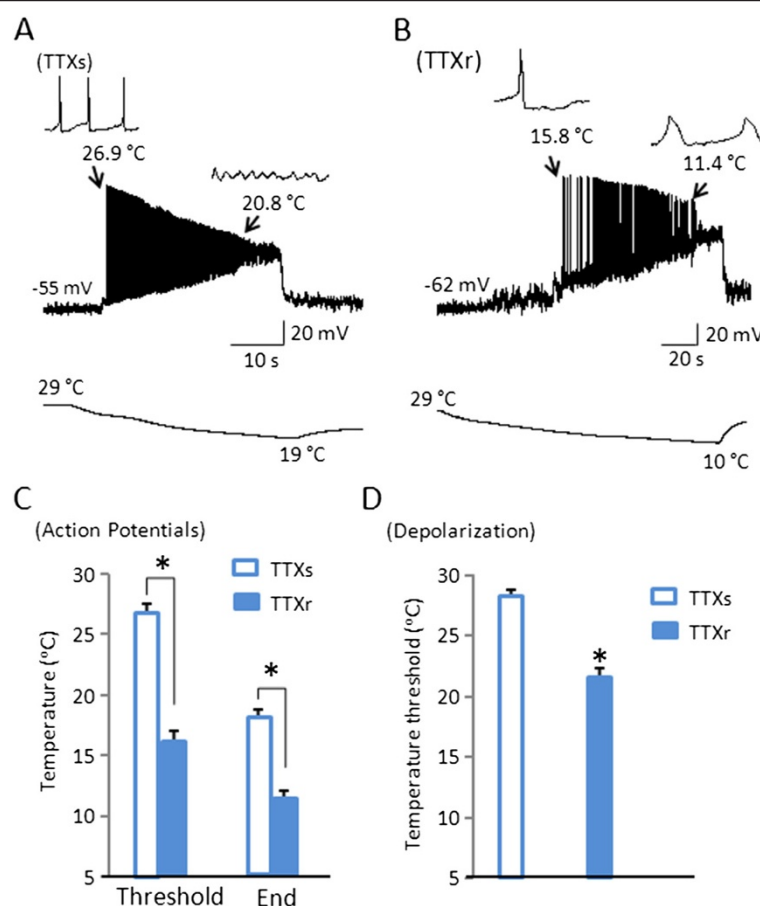 A
(TTXs)
26.9 °C
20.8 °C
-55 mV
20 mV
10 s
29 °C
19 °C
B
(TTXr)
15.8 °C
11.4 °C
-62 mV
20 mV
20 s
29 °C
10 °C
C
(Action Potentials)
*
*
TTXs
TTXr
Temperature (°C)
30
25
20
15
10
5
Threshold
End
D
(Depolarization)
*
TTXs
TTXr
Temperature threshold (°C)
30
25
20
15
10
5